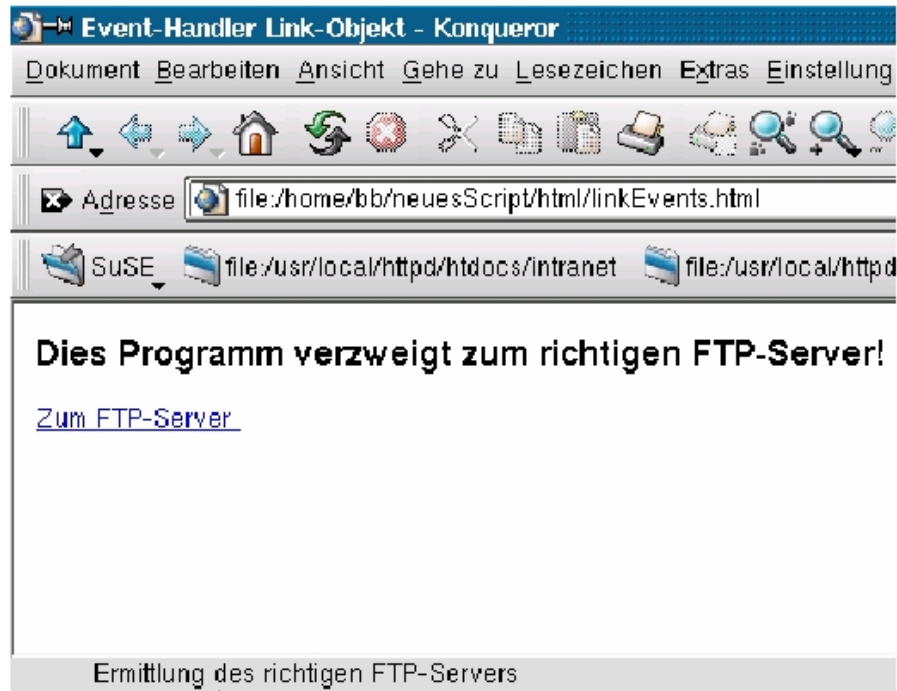 Event-Handler Link-Objekt - Konqueror
Dokument Bearbeiten Ansicht Gehe zu Lesezeichen Extras Einstellung
Adresse file:/home/bb/neuesScript/html/linkEvents.html
SuSE file:/usr/local/httpd/htdocs/intranet file:/usr/local/httpd
Dies Programm verzweigt zum richtigen FTP-Server!
Zum FTP-Server
Ermittlung des richtigen FTP-Servers